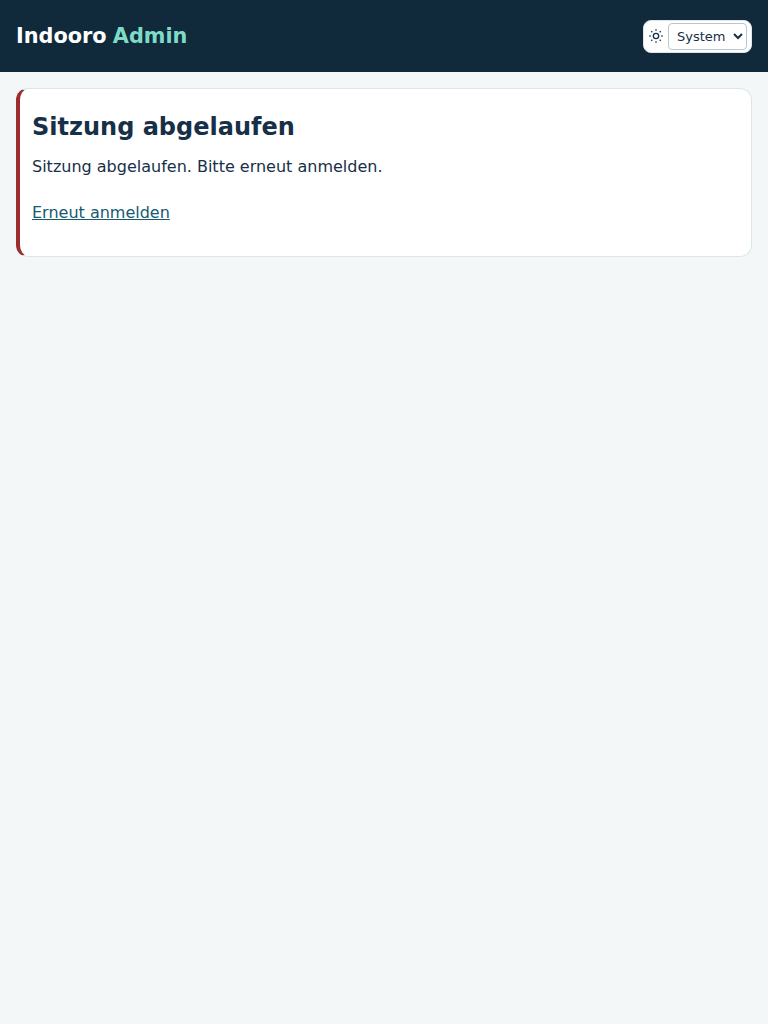 Indooro Admin
System
Sitzung abgelaufen
Sitzung abgelaufen. Bitte erneut anmelden.
Erneut anmelden